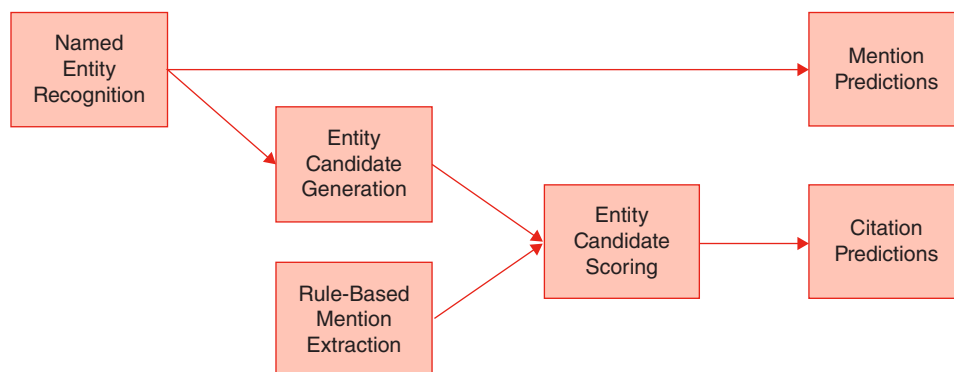 Named
Entity
Recognition
Mention
Predictions
Entity
Candidate
Generation
Entity
Candidate
Scoring
Citation
Predictions
Rule-Based
Mention
Extraction